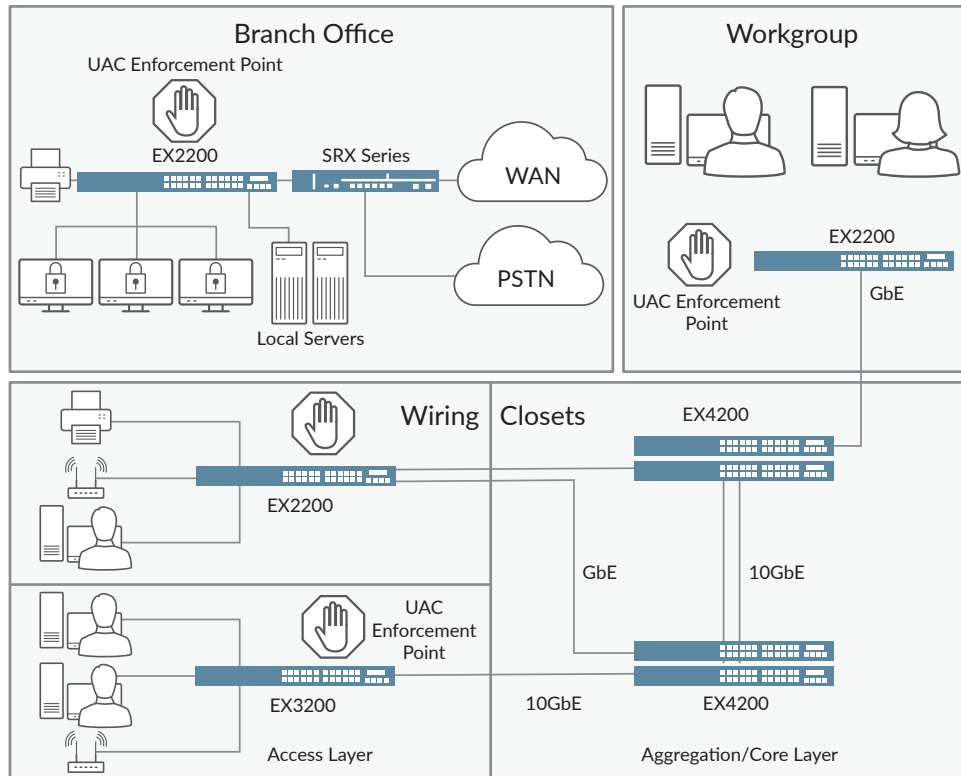 Branch Office
UAC Enforcement Point
EX2200
SRX Series
WAN
PSTN
Local Servers
Workgroup
EX2200
UAC Enforcement
Point
GbE
Wiring
Closets
EX2200
EX4200
GbE
10GbE
UAC
Enforcement
Point
EX3200
10GbE
EX4200
Access Layer
Aggregation/Core Layer